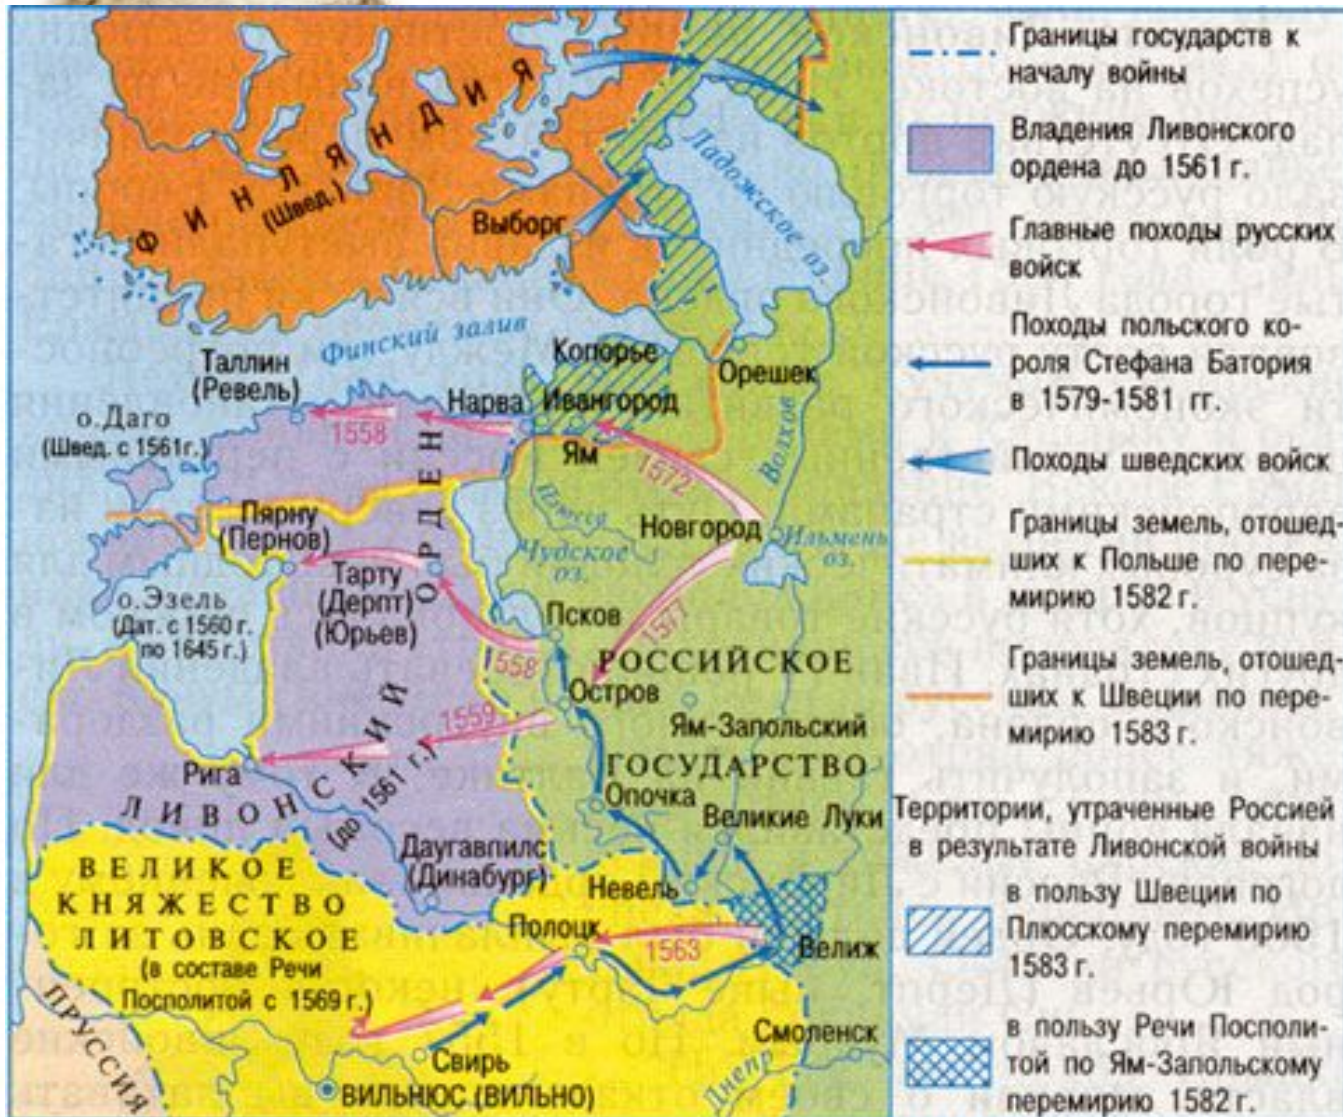 ФИНЛЯНДИЯ
(Швед.)
Выборг
Ладожское оз.
Финский залив
Таллин
(Ревель)
Копорье
Орешек
Нарва
Ивангород
о.Даго
(Швед. с 1561г.)
1558
Ям
1572
Волхов
Пярну
(Пернов)
Плюсса
Новгород
Ильмень
оз.
Чудское
оз.
Тарту
(Дерпт)
(Юрьев)
о.Эзель
(Дат. с 1560 г.
по 1645 г.)
Псков
558
1577
РОССИЙСКОЕ
Остров
1559
Ям-Запольский
ГОСУДАРСТВО
Рига
ЛИВОНСКИЙ
ОРДЕН
(до 1561 г.)
Опочка
Великие Луки
Даугавпилс
(Динабург)
Невель
ВЕЛИКОЕ
КНЯЖЕСТВО
ЛИТОВСКОЕ
(в составе Речи
Посполитой с 1569 г.)
Полоцк
1563
Велиж
ПРУССИЯ
Свирь
Смоленск
ВИЛЬНЮС (ВИЛЬНО)
Днепр
Границы государств к
началу войны
Владения Ливонского
ордена до 1561 г.
Главные походы русских
войск
Походы польского ко-
роля Стефана Батория
в 1579-1581 гг.
Походы шведских войск
Границы земель, отошед-
ших к Польше по пере-
мирию 1582 г.
Границы земель, отошед-
ших к Швеции по пере-
мирию 1583 г.
Территории, утраченные Россией
в результате Ливонской войны
в пользу Швеции по
Плюсскому перемирию
1583 г.
в пользу Речи Посполи-
той по Ям-Запольскому
перемирию 1582 г.